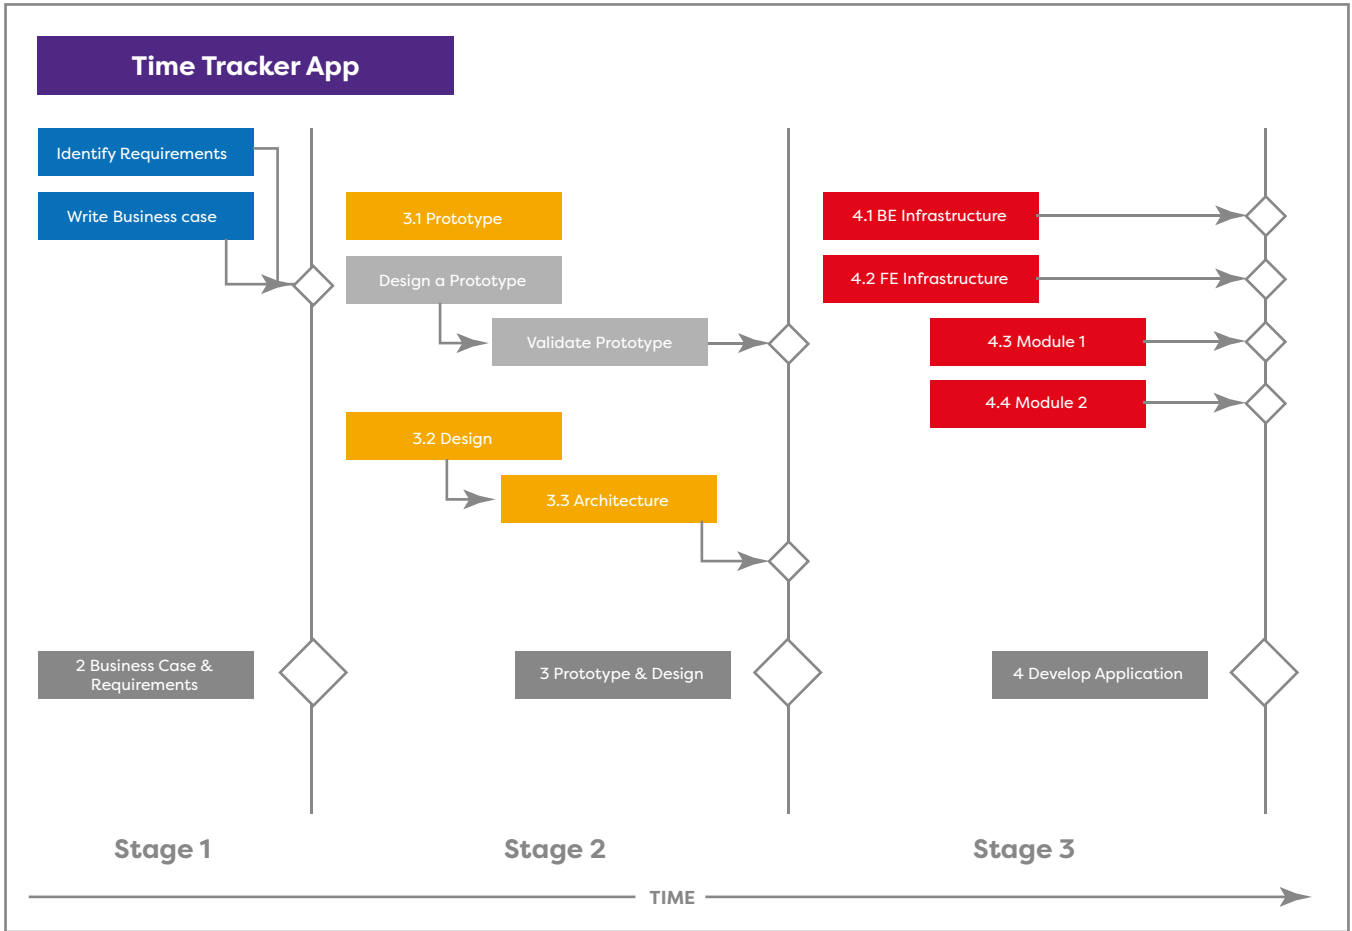 Time Tracker App
Identify Requirements
Write Business case
3.1 Prototype
Design a Prototype
Validate Prototype
3.2 Design
3.3 Architecture
4.1 BE Infrastructure
4.2 FE Infrastructure
4.3 Module 1
4.4 Module 2
2 Business Case &
Requirements
3 Prototype & Design
4 Develop Application
Stage 1
Stage 2
Stage 3
TIME